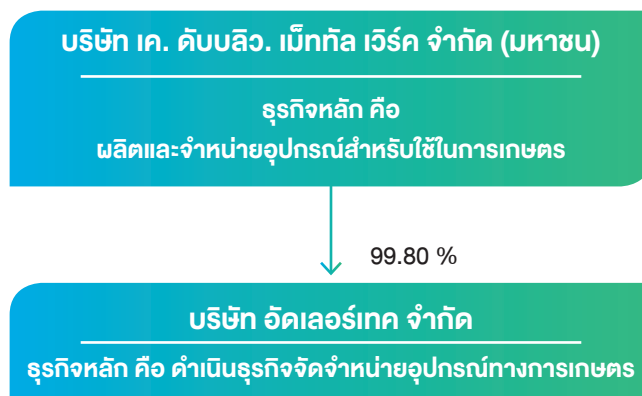 บริษัท เค. ดับบลิว. เม็ททัล เวิร์ค จำกัด (มหาชน)
ธุรกิจหลัก คือ
ผลิตและจำหน่ายอุปกรณ์สำหรับใช้ในการเกษตร
99.80 %
บริษัท อัดเลอร์เทค จำกัด
ธุรกิจหลัก คือ ดำเนินธุรกิจจัดจำหน่ายอุปกรณ์ทางการเกษตร